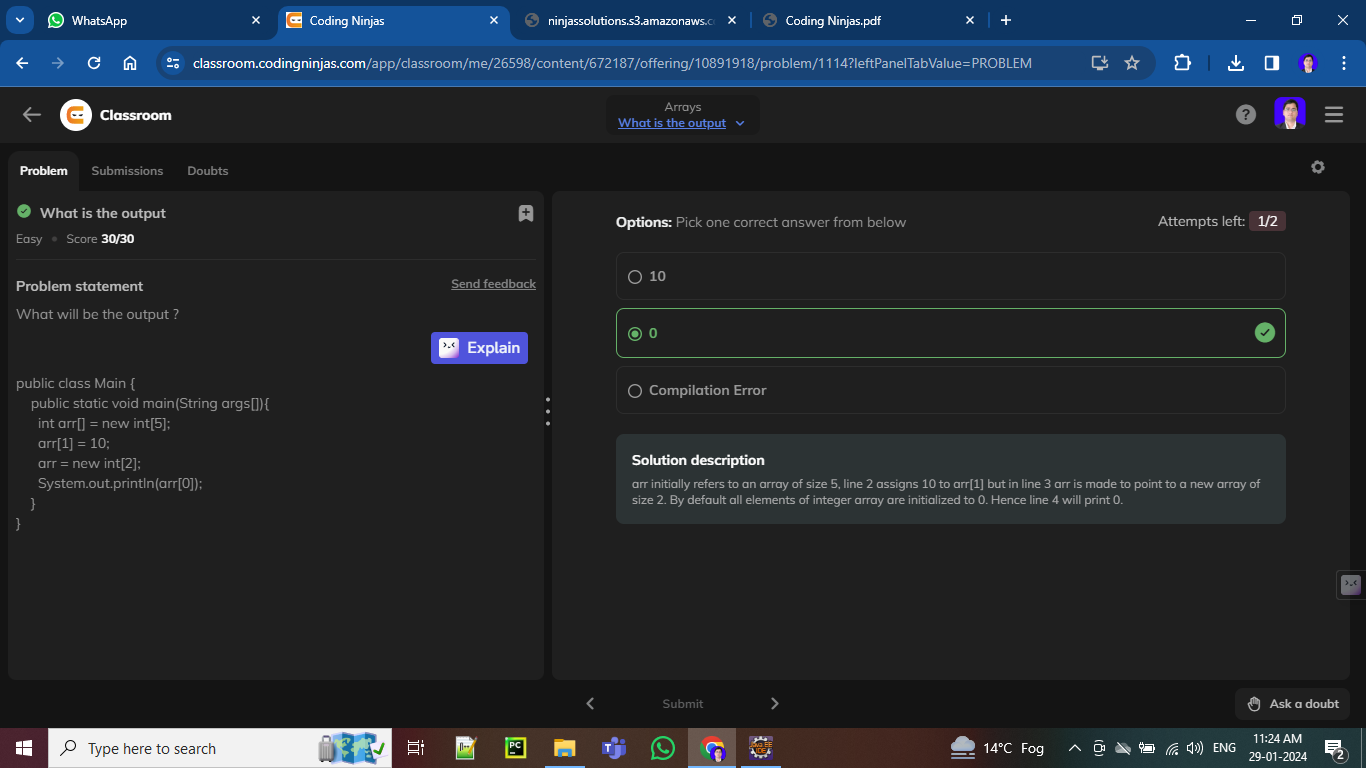 WhatsApp
Coding Ninjas
ninjassolutions.s3.amazonaws.c
Coding Ninjas.pdf
classroom.codingninjas.com/app/classroom/me/26598/content/672187/offering/10891918/problem/1114?leftPanelTabValue=PROBLEM
Classroom
Arrays
What is the output
Problem
Submissions
Doubts
What is the output
Easy
Score 30/30
Problem statement
Send feedback
What will be the output ?
Explain
public class Main {
public static void main(String args[]){
int arr[] = new int[5];
arr[1] = 10;
arr = new int[2];
System.out.println(arr[0]);
}
}
Options: Pick one correct answer from below
Attempts left: 1/2
10
0
Compilation Error
Solution description
arr initially refers to an array of size 5, line 2 assigns 10 to arr[1] but in line 3 arr is made to point to a new array of
size 2. By default all elements of integer array are initialized to 0. Hence line 4 will print 0.
Submit
Ask a doubt
Type here to search
PC
14°C Fog
ENG
11:24 AM
29-01-2024
2